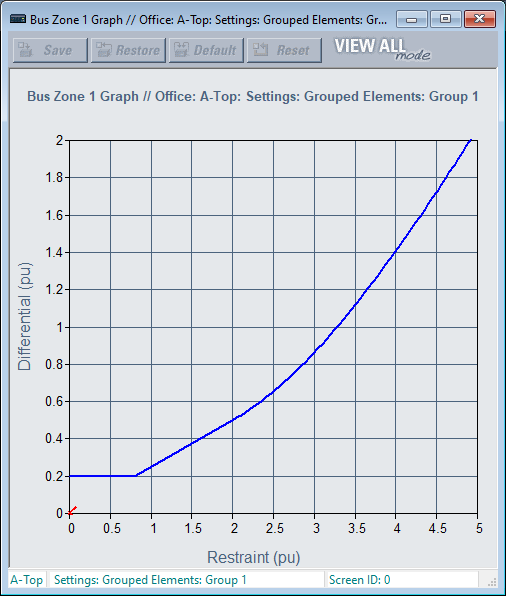 Bus Zone 1 Graph // Office: A-Top: Settings: Grouped Elements: Gr...
Save Restore Default Reset VIEW ALL mode
Bus Zone 1 Graph // Office: A-Top: Settings: Grouped Elements: Group 1
2
1.8
1.6
1.4
1.2
1
0.8
0.6
0.4
0.2
0
Differential (pu)
0 0.5 1 1.5 2 2.5 3 3.5 4 4.5 5
Restraint (pu)
A-Top Settings: Grouped Elements: Group 1 Screen ID: 0